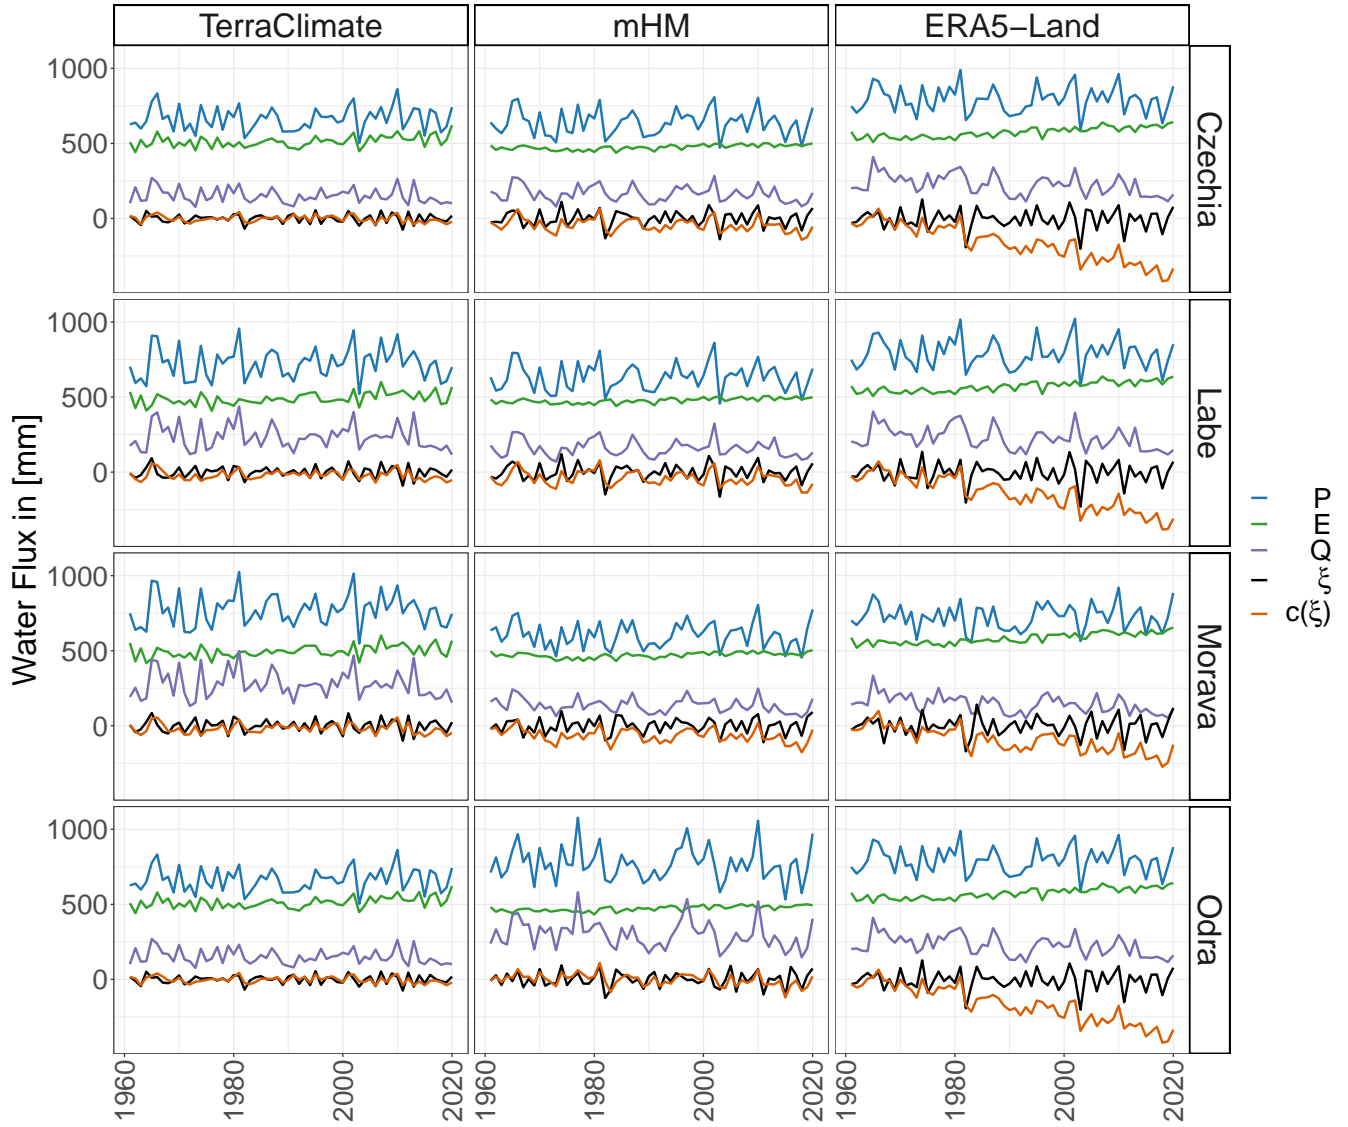 TerraClimate mHM ERA5−Land
1000
500
0
Czechia
1000
500
0
Labe
1000
500
0
Morava
1000
500
0
Odra
Water Flux in [mm]
P
E
Q
ξ
c(ξ)
1960 1980 2000 2020 1960 1980 2000 2020 1960 1980 2000 2020